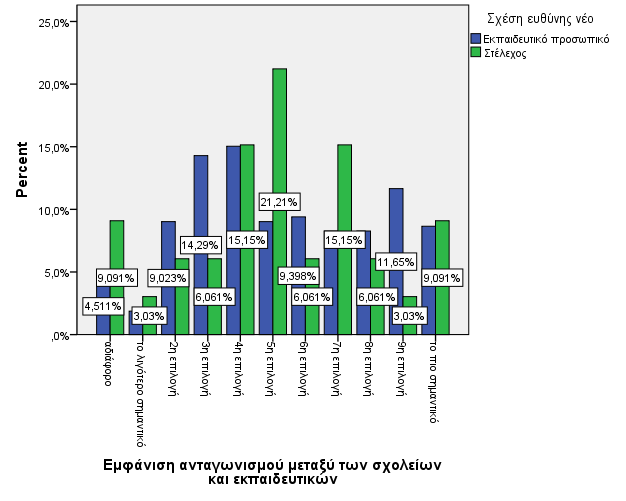 Σχέση ευθύνης νέο
Εκπαιδευτικό προσωπικό
Στέλεχος
Percent
25,0%
20,0%
15,0%
10,0%
5,0%
,0%
4,511%
9,091%
3,03%
9,023%
6,061%
14,29%
6,061%
15,15%
21,21%
9,398%
6,061%
15,15%
6,061%
11,65%
3,03%
9,091%
αδιάφορο
το λιγότερο σημαντικό
2η επιλογή
3η επιλογή
4η επιλογή
5η επιλογή
6η επιλογή
7η επιλογή
8η επιλογή
9η επιλογή
το πιο σημαντικό
Εμφάνιση ανταγωνισμού μεταξύ των σχολείων
και εκπαιδευτικών